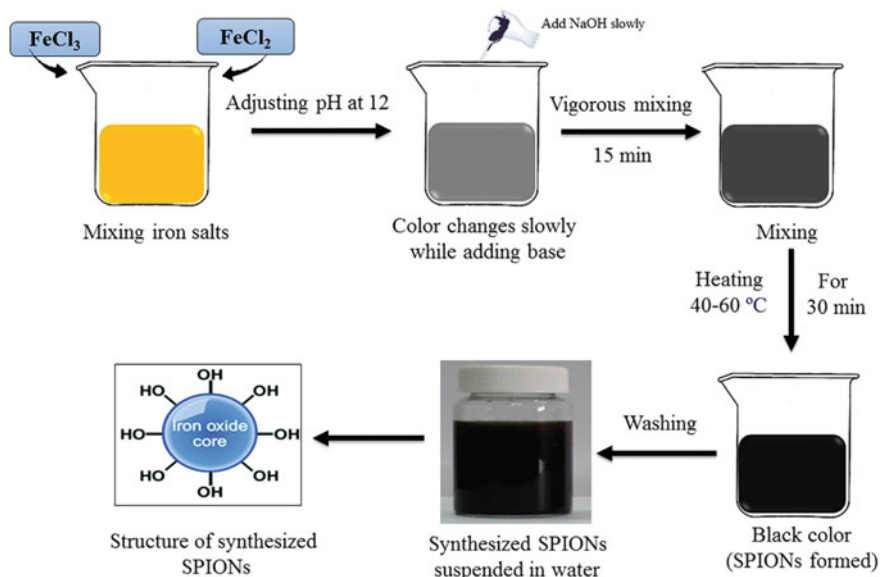 FeCl3
FeCl2
Add NaOH slowly
Adjusting pH at 12
Vigorous mixing
15 min
Mixing iron salts
Color changes slowly
while adding base
Mixing
Heating
40-60 ºC
For
30 min
Washing
OH
HO
OH
HO
Iron oxide
core
OH
HO
OH
OH
Structure of synthesized
SPIONs
Synthesized SPIONs
suspended in water
Black color
(SPIONs formed)